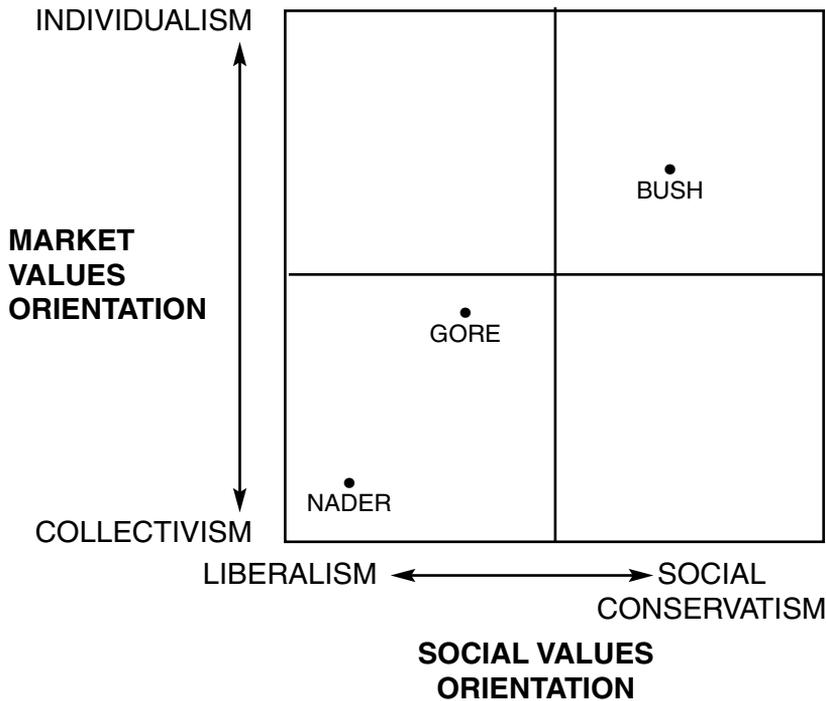 INDIVIDUALISM
BUSH
MARKET
VALUES
ORIENTATION
GORE
NADER
COLLECTIVISM
LIBERALISM
SOCIAL
CONSERVATISM
SOCIAL VALUES
ORIENTATION